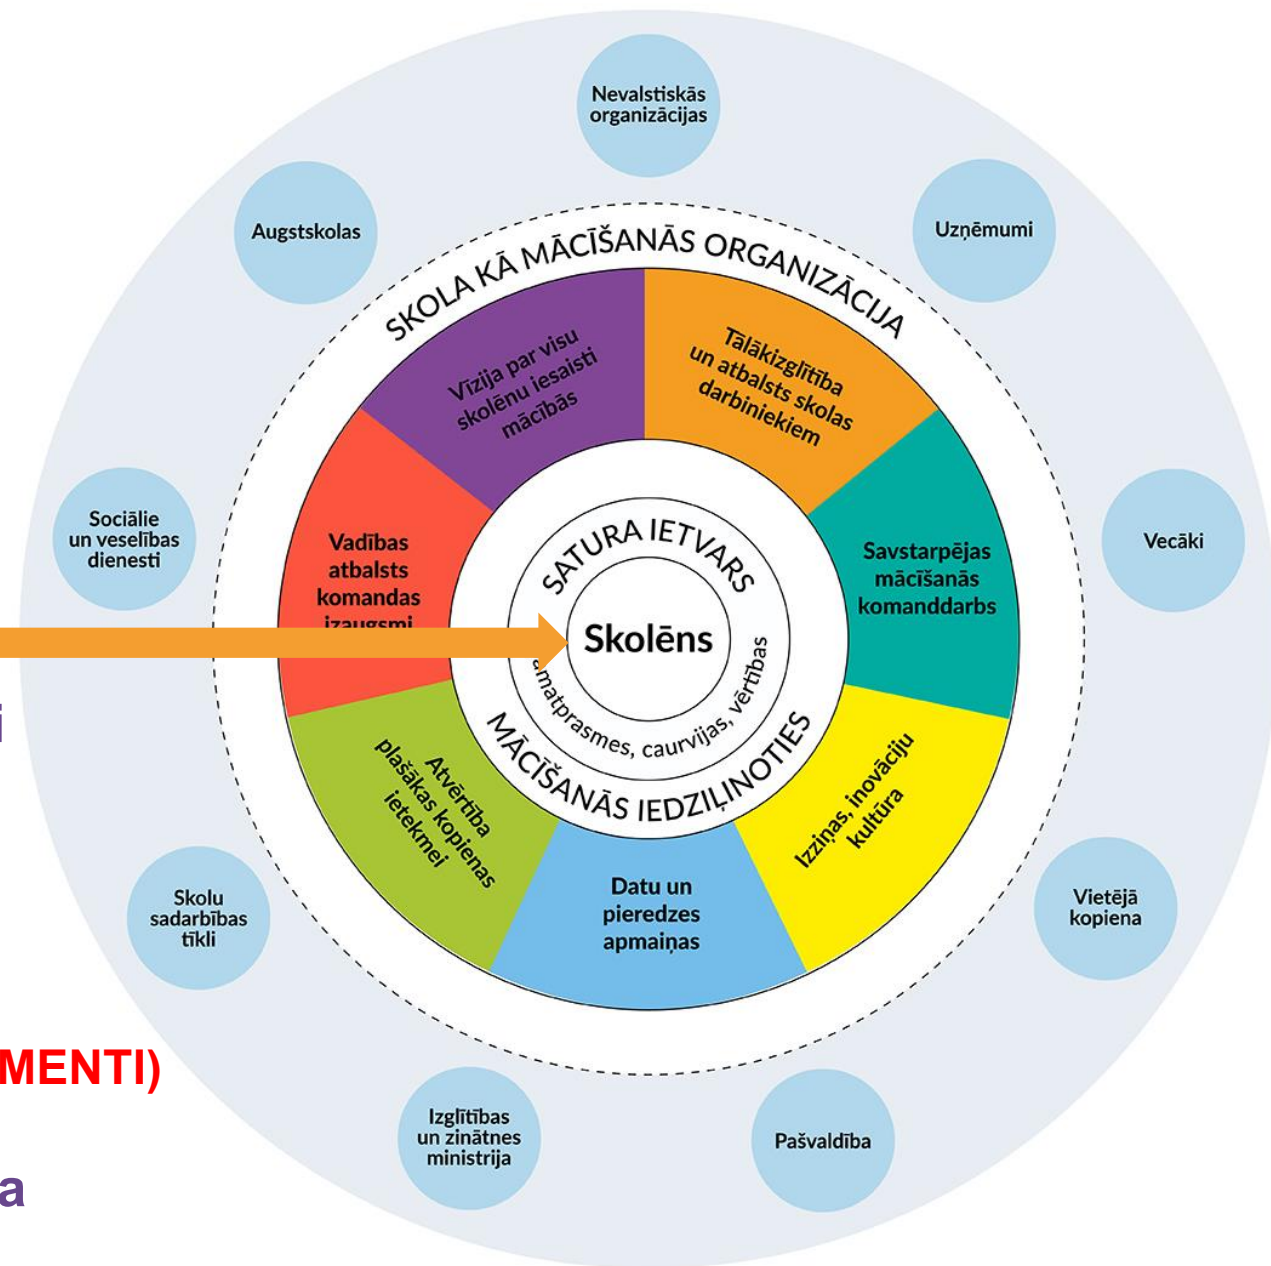 Nevalstiskās
organizācijas
Augstskolas
Uzņēmumi
SKOLA KĀ MĀCĪŠANĀS ORGANIZĀCIJA
Vīzija par visu
skolēnu iesaisti
mācībās
Tālākizglītība
un atbalsts skolas
darbiniekiem
Sociālie
un veselības
dienesti
Vadības
atbalsts
komandas
izaugsmi
SATURA IETVARS
Savstarpējas
mācīšanās
komanddarbs
Vecāki
Skolēns
amatprasmes, caurvijas, vērtības
MĀCĪŠANĀS IEDZIĻINOTIES
i
Atvērtība
plašākas kopienas
ietekmei
Izziņas, inovāciju
kultūra
Datu un
pieredzes
apmaiņas
Skolu
sadarbības
tīkli
Vietējā
kopiena
MENTI)
Izglītības
un zinātnes
ministrija
Pašvaldība
a